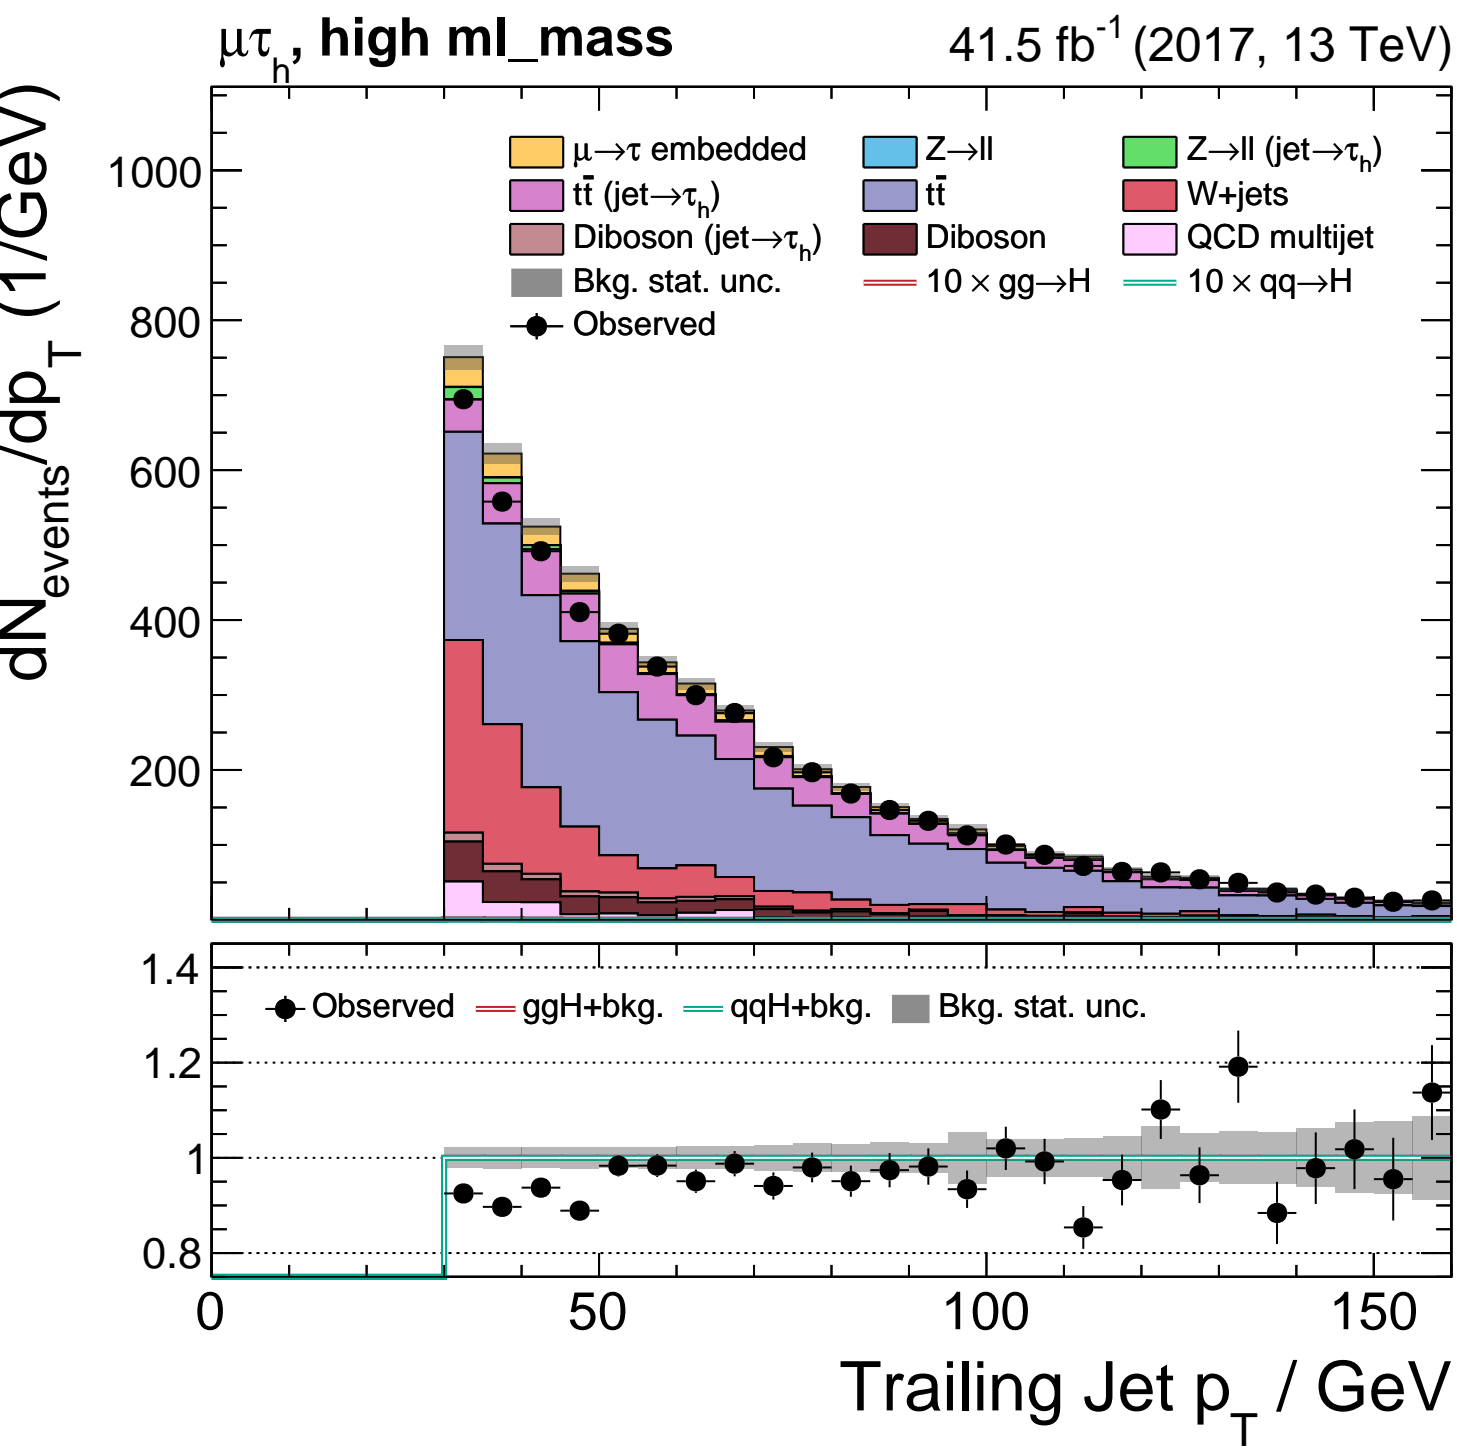 μτh, high ml_mass 41.5 fb-1 (2017, 13 TeV)
dNevents/dpT (1/GeV)
1000
800
600
400
200
μ→τ embedded Z→ll Z→ll (jet→τh)
tt̄ (jet→τh) tt̄ W+jets
Diboson (jet→τh) Diboson QCD multijet
Bkg. stat. unc. 10 × gg→H 10 × qq→H
Observed
1.4
1.2
1
0.8
Observed ggH+bkg. qqH+bkg. Bkg. stat. unc.
0 50 100 150
Trailing Jet pT / GeV